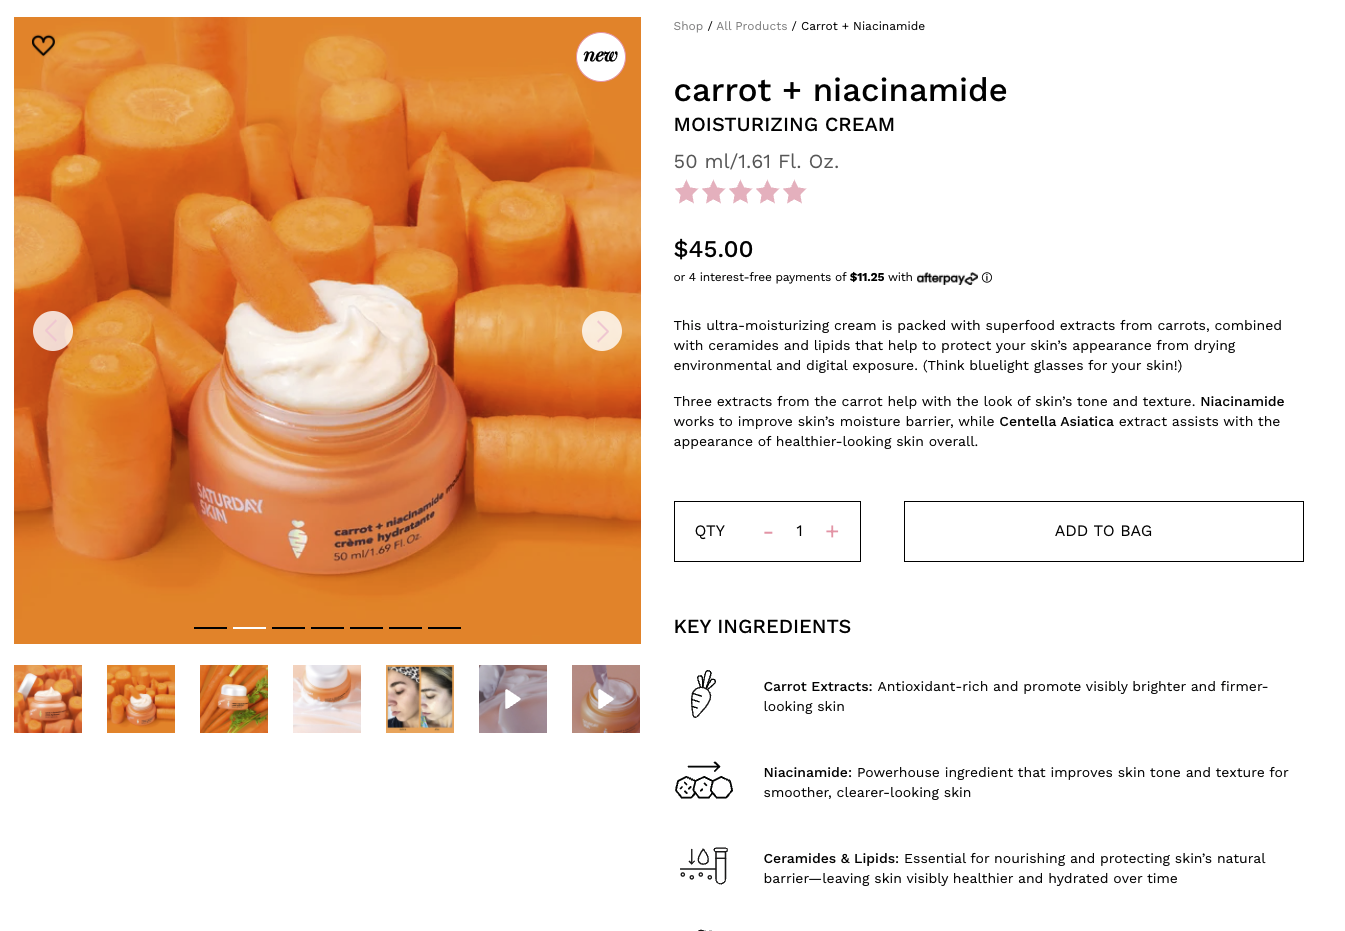 new
SATURDAY
SKIN
carrot + niacinamide
crème hydratante
50 ml/1.69 Fl. Oz.
Shop / All Products / Carrot + Niacinamide
carrot + niacinamide
MOISTURIZING CREAM
50 ml/1.61 Fl. Oz.
$45.00
or 4 interest-free payments of $11.25 with afterpay
This ultra-moisturizing cream is packed with superfood extracts from carrots, combined
with ceramides and lipids that help to protect your skin’s appearance from drying
environmental and digital exposure. (Think bluelight glasses for your skin!)
Three extracts from the carrot help with the look of skin’s tone and texture. Niacinamide
works to improve skin’s moisture barrier, while Centella Asiatica extract assists with the
appearance of healthier-looking skin overall.
QTY - 1 +
ADD TO BAG
KEY INGREDIENTS
Carrot Extracts: Antioxidant-rich and promote visibly brighter and firmer-
looking skin
Niacinamide: Powerhouse ingredient that improves skin tone and texture for
smoother, clearer-looking skin
Ceramides & Lipids: Essential for nourishing and protecting skin’s natural
barrier—leaving skin visibly healthier and hydrated over time